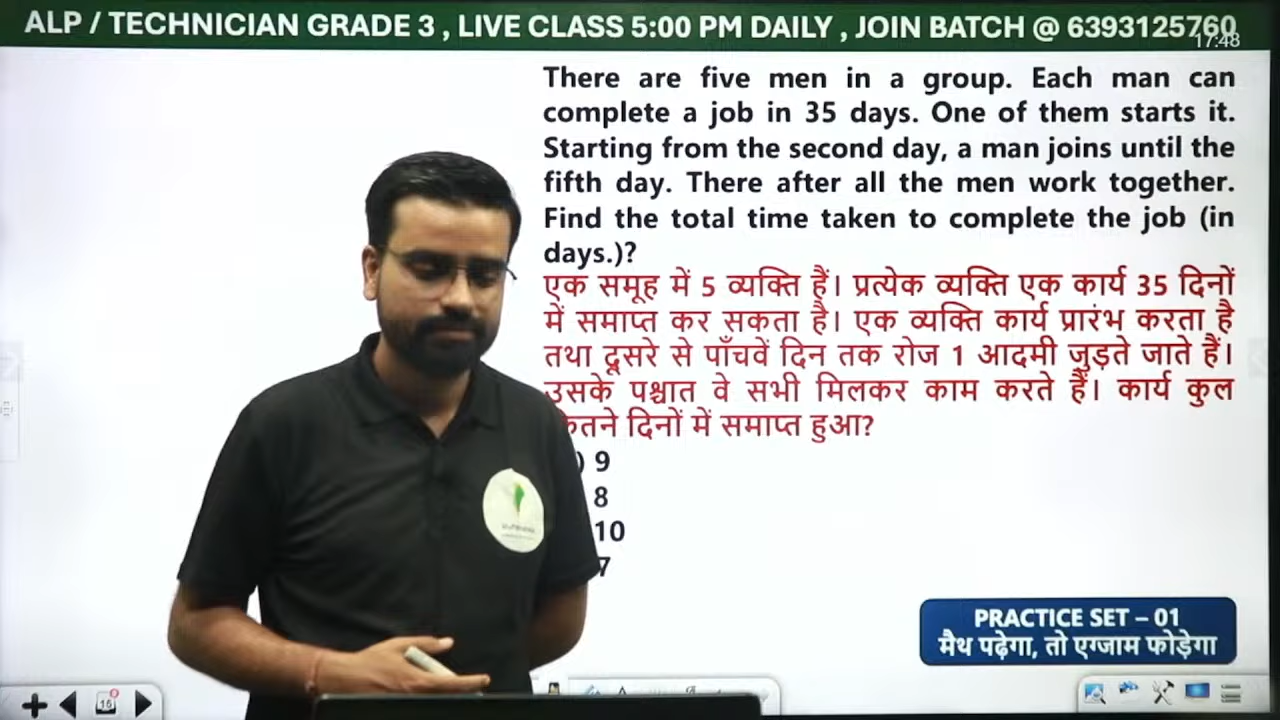 ALP / TECHNICIAN GRADE 3 , LIVE CLASS 5:00 PM DAILY , JOIN BATCH @ 6393125760
17:48
There are five men in a group. Each man can
complete a job in 35 days. One of them starts it.
Starting from the second day, a man joins until the
fifth day. There after all the men work together.
Find the total time taken to complete the job (in
days.)?
एक समूह में 5 व्यक्ति हैं। प्रत्येक व्यक्ति एक कार्य 35 दिनों
में समाप्त कर सकता है। एक व्यक्ति कार्य प्रारंभ करता है
तथा दूसरे से पाँचवें दिन तक रोज 1 आदमी जुड़ते जाते हैं।
उसके पश्चात वे सभी मिलकर काम करते हैं। कार्य कुल
दिनों में समाप्त हुआ?
) 9
8
10
7
PRACTICE SET – 01
मैथ पढ़ेगा, तो एग्जाम फोड़ेगा